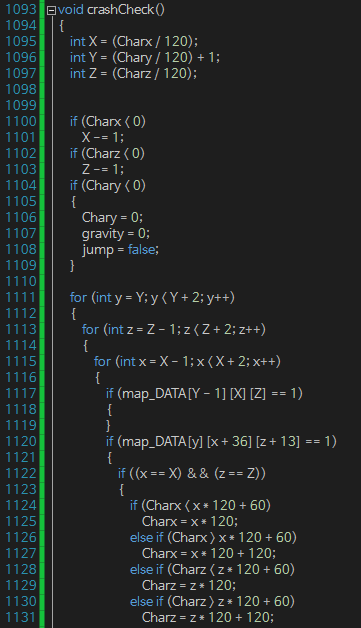 1093 void crashCheck()
1094 {
1095 int X = (Charx / 120);
1096 int Y = (Chary / 120) + 1;
1097 int Z = (Charz / 120);
1098
1099
1100 if (Charx < 0)
1101 X -= 1;
1102 if (Charz < 0)
1103 Z -= 1;
1104 if (Chary < 0)
1105 {
1106 Chary = 0;
1107 gravity = 0;
1108 jump = false;
1109 }
1110
1111 for (int y = Y; y < Y + 2; y++)
1112 {
1113 for (int z = Z - 1; z < Z + 2; z++)
1114 {
1115 for (int x = X - 1; x < X + 2; x++)
1116 {
1117 if (map_DATA[Y - 1] [X] [Z] == 1)
1118 {
1119 }
1120 if (map_DATA[y] [x + 36] [z + 13] == 1)
1121 {
1122 if ((x == X) && (z == Z))
1123 {
1124 if (Charx < x * 120 + 60)
1125 Charx = x * 120;
1126 else if (Charx > x * 120 + 60)
1127 Charx = x * 120 + 120;
1128 else if (Charz < z * 120 + 60)
1129 Charz = z * 120;
1130 else if (Charz > z * 120 + 60)
1131 Charz = z * 120 + 120;